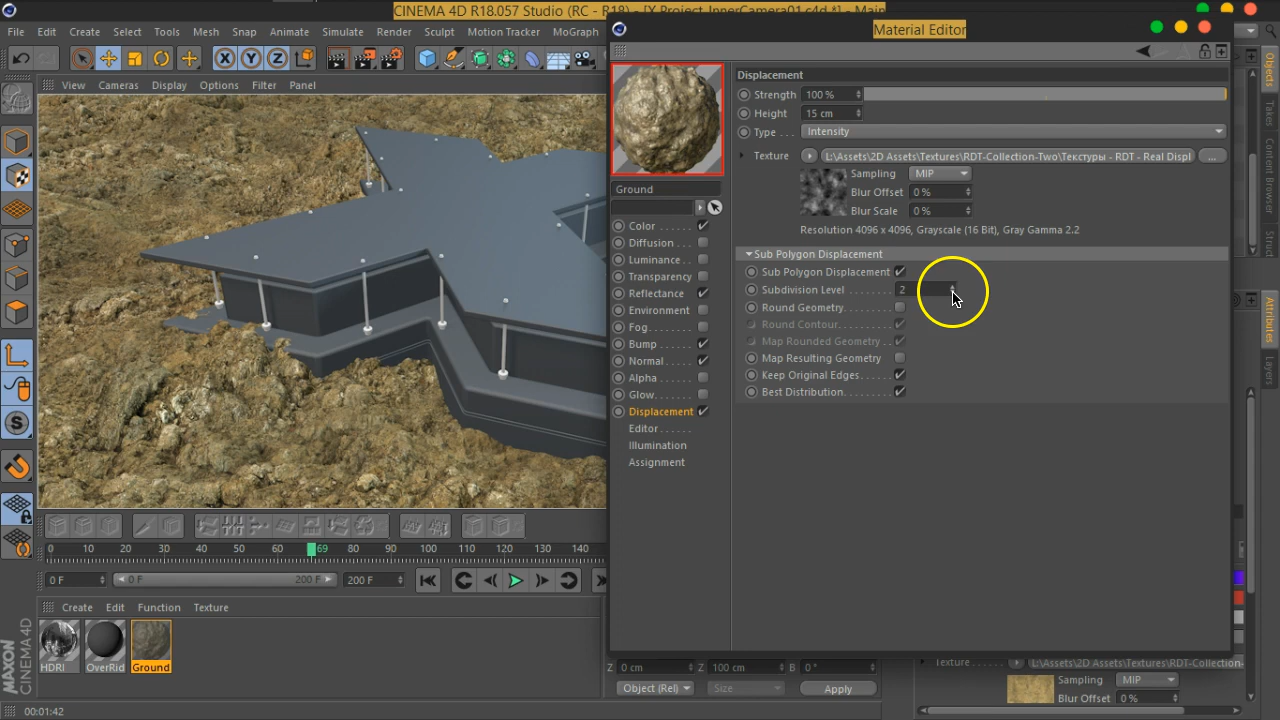 CINEMA 4D R18.057 Studio (RC - R18) - [X Project_InnerCamera01.c4d *] - Main
File Edit Create Select Tools Mesh Snap Animate Simulate Render Sculpt Motion Tracker MoGraph
View Cameras Display Options Filter Panel
Material Editor
Displacement
Strength 100 %
Height 15 cm
Type . . . Intensity
Texture L:\Assets\2D Assets\Textures\RDT-Collection-Two\Текстуры - RDT - Real Displ ...
Sampling MIP
Blur Offset 0 %
Blur Scale 0 %
Resolution 4096 x 4096, Grayscale (16 Bit), Gray Gamma 2.2
Sub Polygon Displacement
Sub Polygon Displacement
Subdivision Level . . . . . . . . 2
Round Geometry
Round Contour
Map Rounded Geometry . .
Map Resulting Geometry
Keep Original Edges
Best Distribution
Ground
Color
Diffusion
Luminance
Transparency
Reflectance
Environment
Fog
Bump
Normal
Alpha
Glow
Displacement
Editor
Illumination
Assignment
Objects
Takes
Content Browser
Struct
Attributes
Layers
0 10 20 30 40 50 60 69 80 90 100 110 120 130 140
0 F 0 F 200 F 200 F
Create Edit Function Texture
HDRI OverRid Ground
MAXON CINEMA 4D
Z 0 cm Z 100 cm B 0 °
Object (Rel) Size Apply
Texture L:\Assets\2D Assets\Textures\RDT-Collection-
Sampling MIP
Blur Offset 0 %
00:01:42